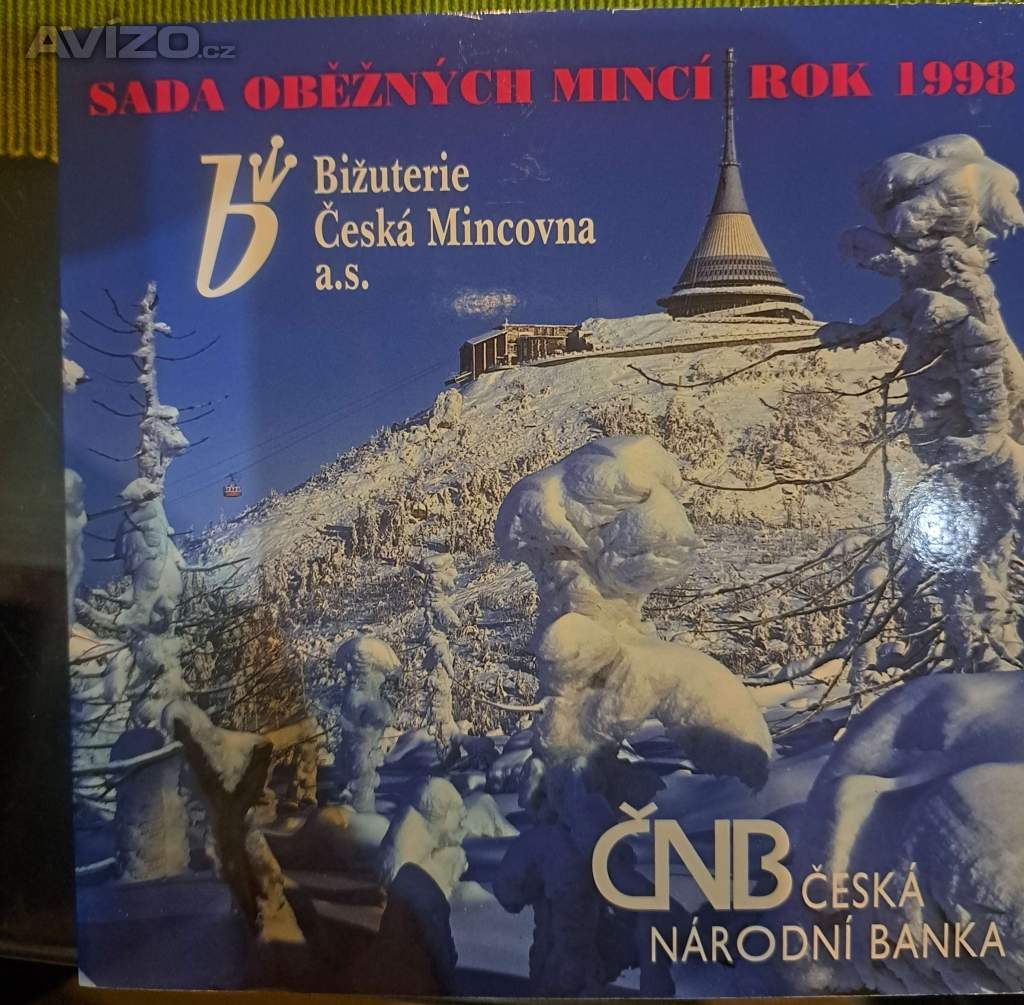 AVIZO.cz
SADA OBĚŽNÝCH MINCÍ ROK 1998
Bižuterie
Česká Mincovna
a.s.
ČNB ČESKÁ
NÁRODNÍ BANKA